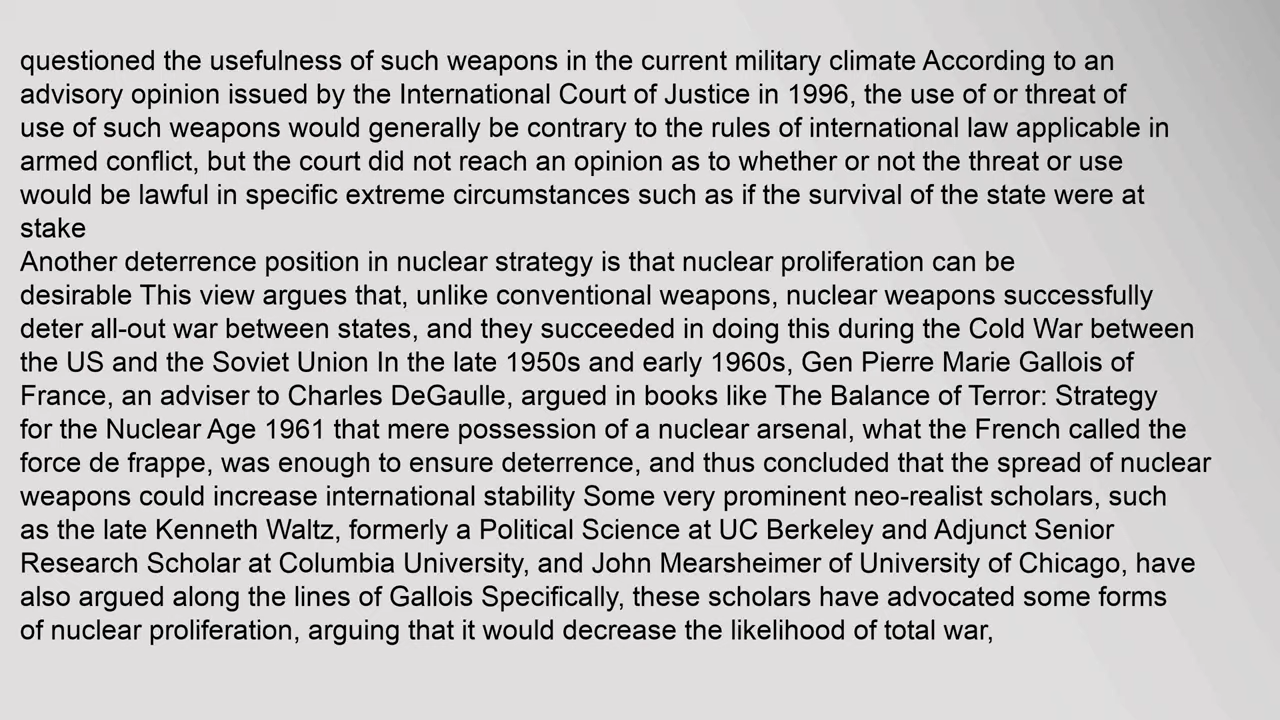 questioned the usefulness of such weapons in the current military climate According to an
advisory opinion issued by the International Court of Justice in 1996, the use of or threat of
use of such weapons would generally be contrary to the rules of international law applicable in
armed conflict, but the court did not reach an opinion as to whether or not the threat or use
would be lawful in specific extreme circumstances such as if the survival of the state were at
stake
Another deterrence position in nuclear strategy is that nuclear proliferation can be
desirable This view argues that, unlike conventional weapons, nuclear weapons successfully
deter all-out war between states, and they succeeded in doing this during the Cold War between
the US and the Soviet Union In the late 1950s and early 1960s, Gen Pierre Marie Gallois of
France, an adviser to Charles DeGaulle, argued in books like The Balance of Terror: Strategy
for the Nuclear Age 1961 that mere possession of a nuclear arsenal, what the French called the
force de frappe, was enough to ensure deterrence, and thus concluded that the spread of nuclear
weapons could increase international stability Some very prominent neo-realist scholars, such
as the late Kenneth Waltz, formerly a Political Science at UC Berkeley and Adjunct Senior
Research Scholar at Columbia University, and John Mearsheimer of University of Chicago, have
also argued along the lines of Gallois Specifically, these scholars have advocated some forms
of nuclear proliferation, arguing that it would decrease the likelihood of total war,